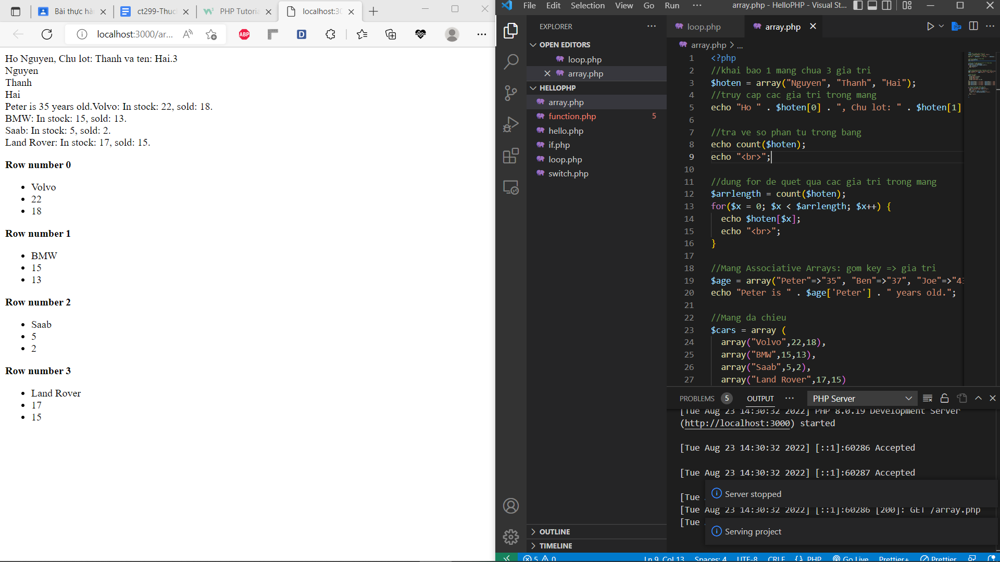 Bài thực hà
ct299-Thuc
PHP Tutoria
localhost:30
localhost:3000/ar...
ABP
D
Ho Nguyen, Chu lot: Thanh va ten: Hai.3
Nguyen
Thanh
Hai
Peter is 35 years old.Volvo: In stock: 22, sold: 18.
BMW: In stock: 15, sold: 13.
Saab: In stock: 5, sold: 2.
Land Rover: In stock: 17, sold: 15.
Row number 0
Volvo
22
18
Row number 1
BMW
15
13
Row number 2
Saab
5
2
Row number 3
Land Rover
17
15
File Edit Selection View Go Run ··· array.php - HelloPHP - Visual St...
EXPLORER
OPEN EDITORS
loop.php
array.php
HELLOPHP
array.php
function.php 5
hello.php
if.php
loop.php
switch.php
OUTLINE
TIMELINE
loop.php array.php
array.php > ...
1 <?php
2 //khai bao 1 mang chua 3 gia tri
3 $hoten = array("Nguyen", "Thanh", "Hai");
4 //truy cap cac gia tri trong mang
5 echo "Ho " . $hoten[0] . ", Chu lot: " . $hoten[1]
6
7 //tra ve so phan tu trong bang
8 echo count($hoten);
9 echo "<br>";
10
11 //dung for de quet qua cac gia tri trong mang
12 $arrlength = count($hoten);
13 for($x = 0; $x < $arrlength; $x++) {
14 echo $hoten[$x];
15 echo "<br>";
16 }
17
18 //Mang Associative Arrays: gom key => gia tri
19 $age = array("Peter"=>"35", "Ben"=>"37", "Joe"=>"43
20 echo "Peter is " . $age['Peter'] . " years old.";
21
22 //Mang da chieu
23 $cars = array (
24 array("Volvo",22,18),
25 array("BMW",15,13),
26 array("Saab",5,2),
27 array("Land Rover",17,15)
PROBLEMS 5 OUTPUT ··· PHP Server
[Tue Aug 23 14:30:32 2022] PHP 8.0.19 Development Server
(http://localhost:3000) started
[Tue Aug 23 14:30:32 2022] [::1]:60286 Accepted
[Tue Aug 23 14:30:32 2022] [::1]:60287 Accepted
[Tue
Server stopped
[Tue Aug 23 14:30:32 2022] [::1]:60286 [200]: GET /array.php
[Tue
Serving project
5 0 Ln 9, Col 13 Spaces: 4 UTF-8 CRLF {} PHP Go Live Prettier+ Prettier